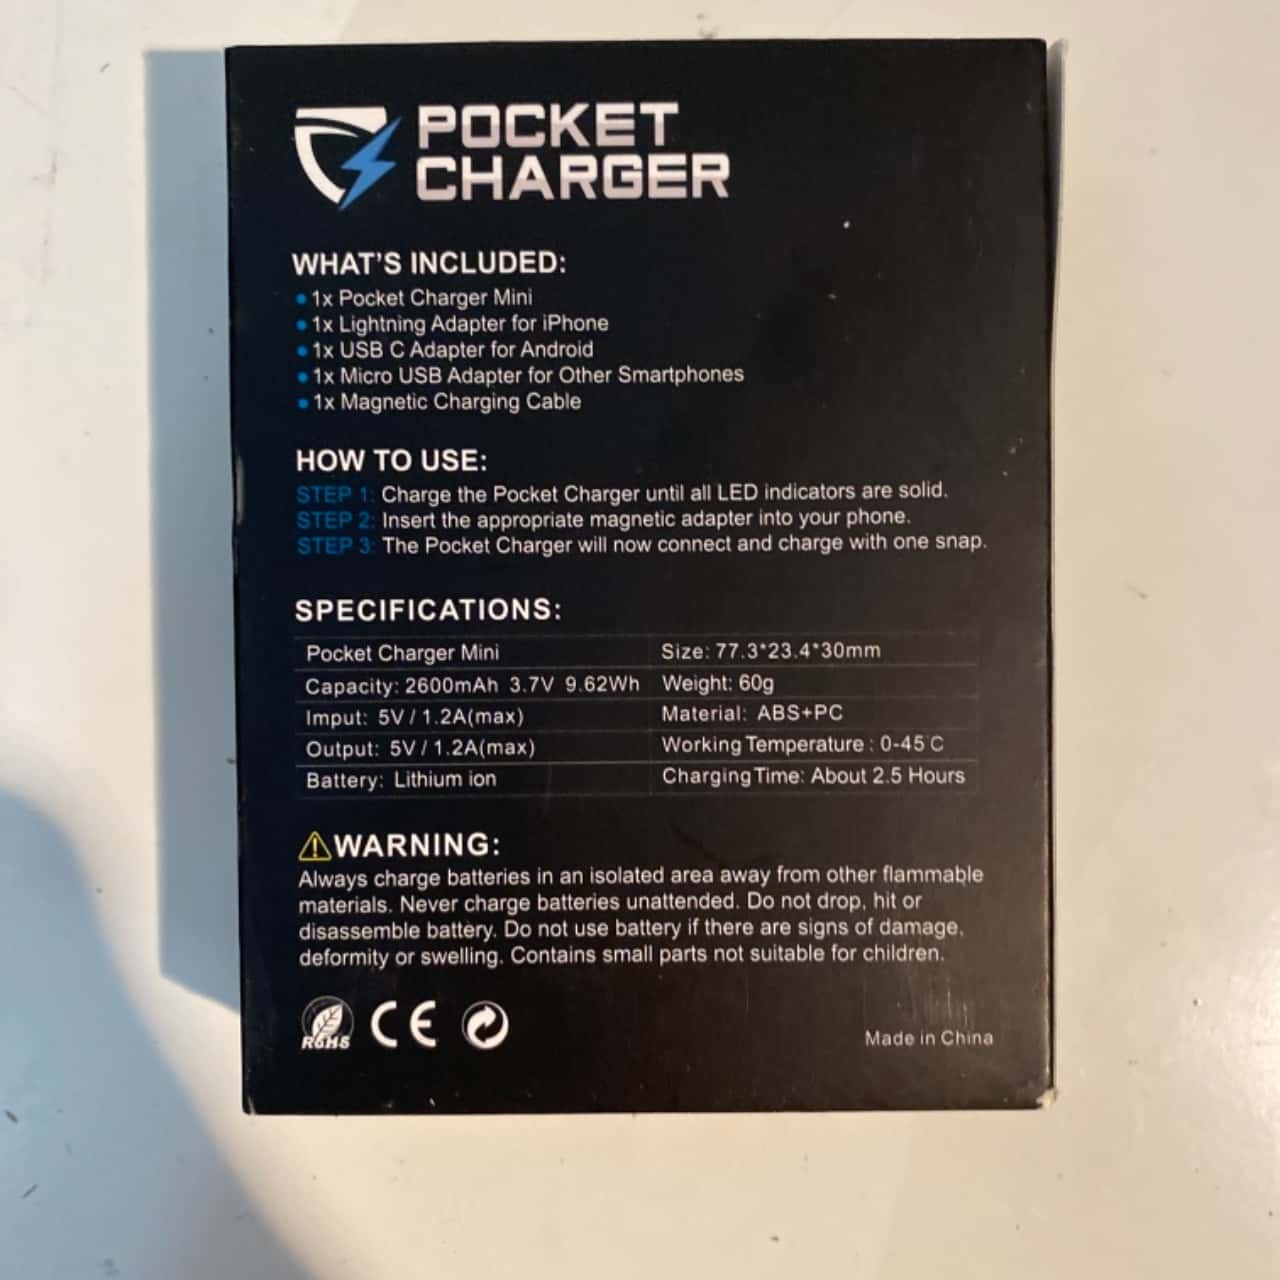 POCKET
CHARGER
WHAT'S INCLUDED:
• 1x Pocket Charger Mini
• 1x Lightning Adapter for iPhone
• 1x USB C Adapter for Android
• 1x Micro USB Adapter for Other Smartphones
• 1x Magnetic Charging Cable
HOW TO USE:
STEP 1: Charge the Pocket Charger until all LED indicators are solid.
STEP 2: Insert the appropriate magnetic adapter into your phone.
STEP 3: The Pocket Charger will now connect and charge with one snap.
SPECIFICATIONS:
Pocket Charger Mini Size: 77.3*23.4*30mm
Capacity: 2600mAh 3.7V 9.62Wh Weight: 60g
Imput: 5V / 1.2A(max) Material: ABS+PC
Output: 5V / 1.2A(max) Working Temperature : 0-45°C
Battery: Lithium ion Charging Time: About 2.5 Hours
WARNING:
Always charge batteries in an isolated area away from other flammable
materials. Never charge batteries unattended. Do not drop, hit or
disassemble battery. Do not use battery if there are signs of damage,
deformity or swelling. Contains small parts not suitable for children.
RoHS CE
Made in China